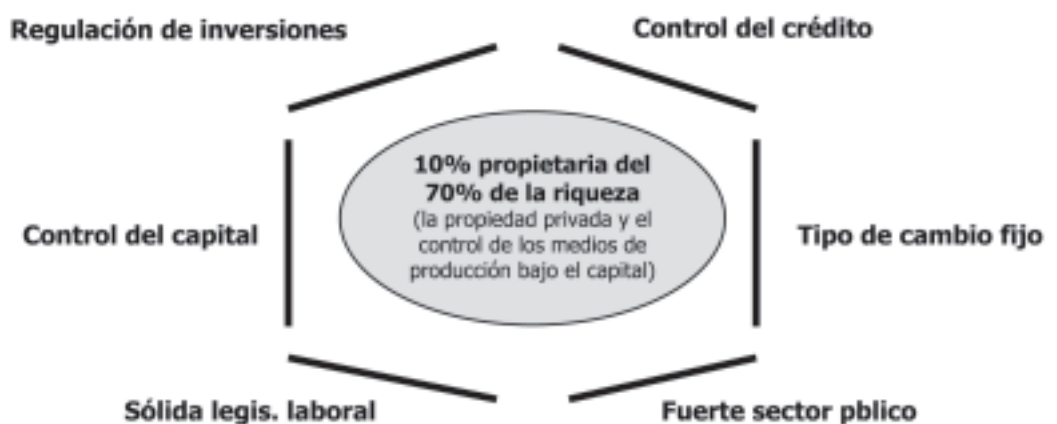 Regulación de inversiones
Control del crédito
10% propietaria del
70% de la riqueza
(la propiedad privada y el
control de los medios de
producción bajo el capital)
Control del capital
Tipo de cambio fijo
Sólida legis. laboral
Fuerte sector pblico